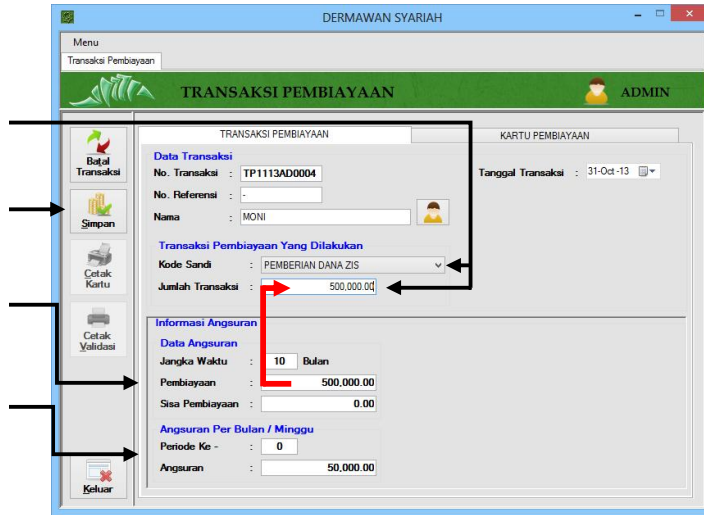 DERMAWAN SYARIAH
Menu
Transaksi Pembiayaan
TRANSAKSI PEMBIAYAAN
ADMIN
Batal Transaksi
Simpan
Cetak Kartu
Cetak Validasi
Keluar
TRANSAKSI PEMBIAYAAN
KARTU PEMBIAYAAN
Data Transaksi
No. Transaksi : TP1113AD0004
Tanggal Transaksi : 31-Oct-13
No. Referensi : -
Nama : MONI
Transaksi Pembiayaan Yang Dilakukan
Kode Sandi : PEMBERIAN DANA ZIS
Jumlah Transaksi : 500,000.00
Informasi Angsuran
Data Angsuran
Jangka Waktu : 10 Bulan
Pembiayaan : 500,000.00
Sisa Pembiayaan : 0.00
Angsuran Per Bulan / Minggu
Periode Ke - : 0
Angsuran : 50,000.00